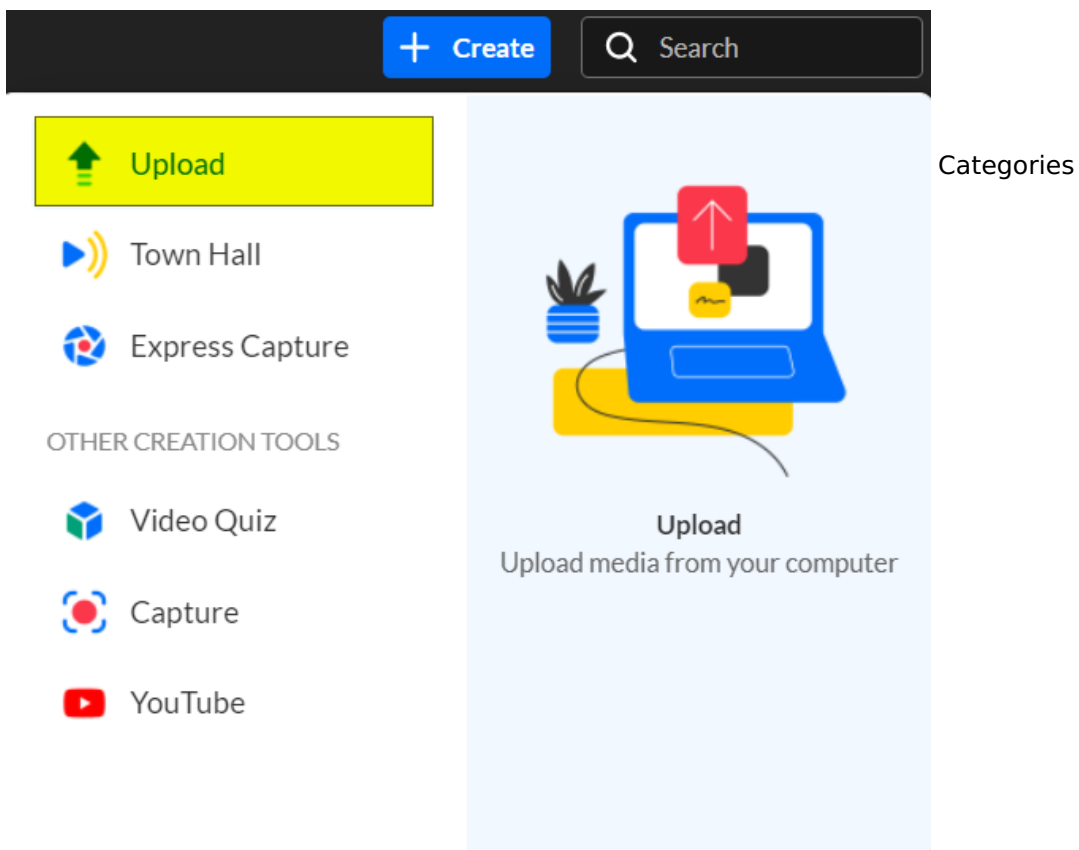 + Create
Search
Upload
Town Hall
Express Capture
OTHER CREATION TOOLS
Video Quiz
Capture
YouTube
Upload
Upload media from your computer
Categories